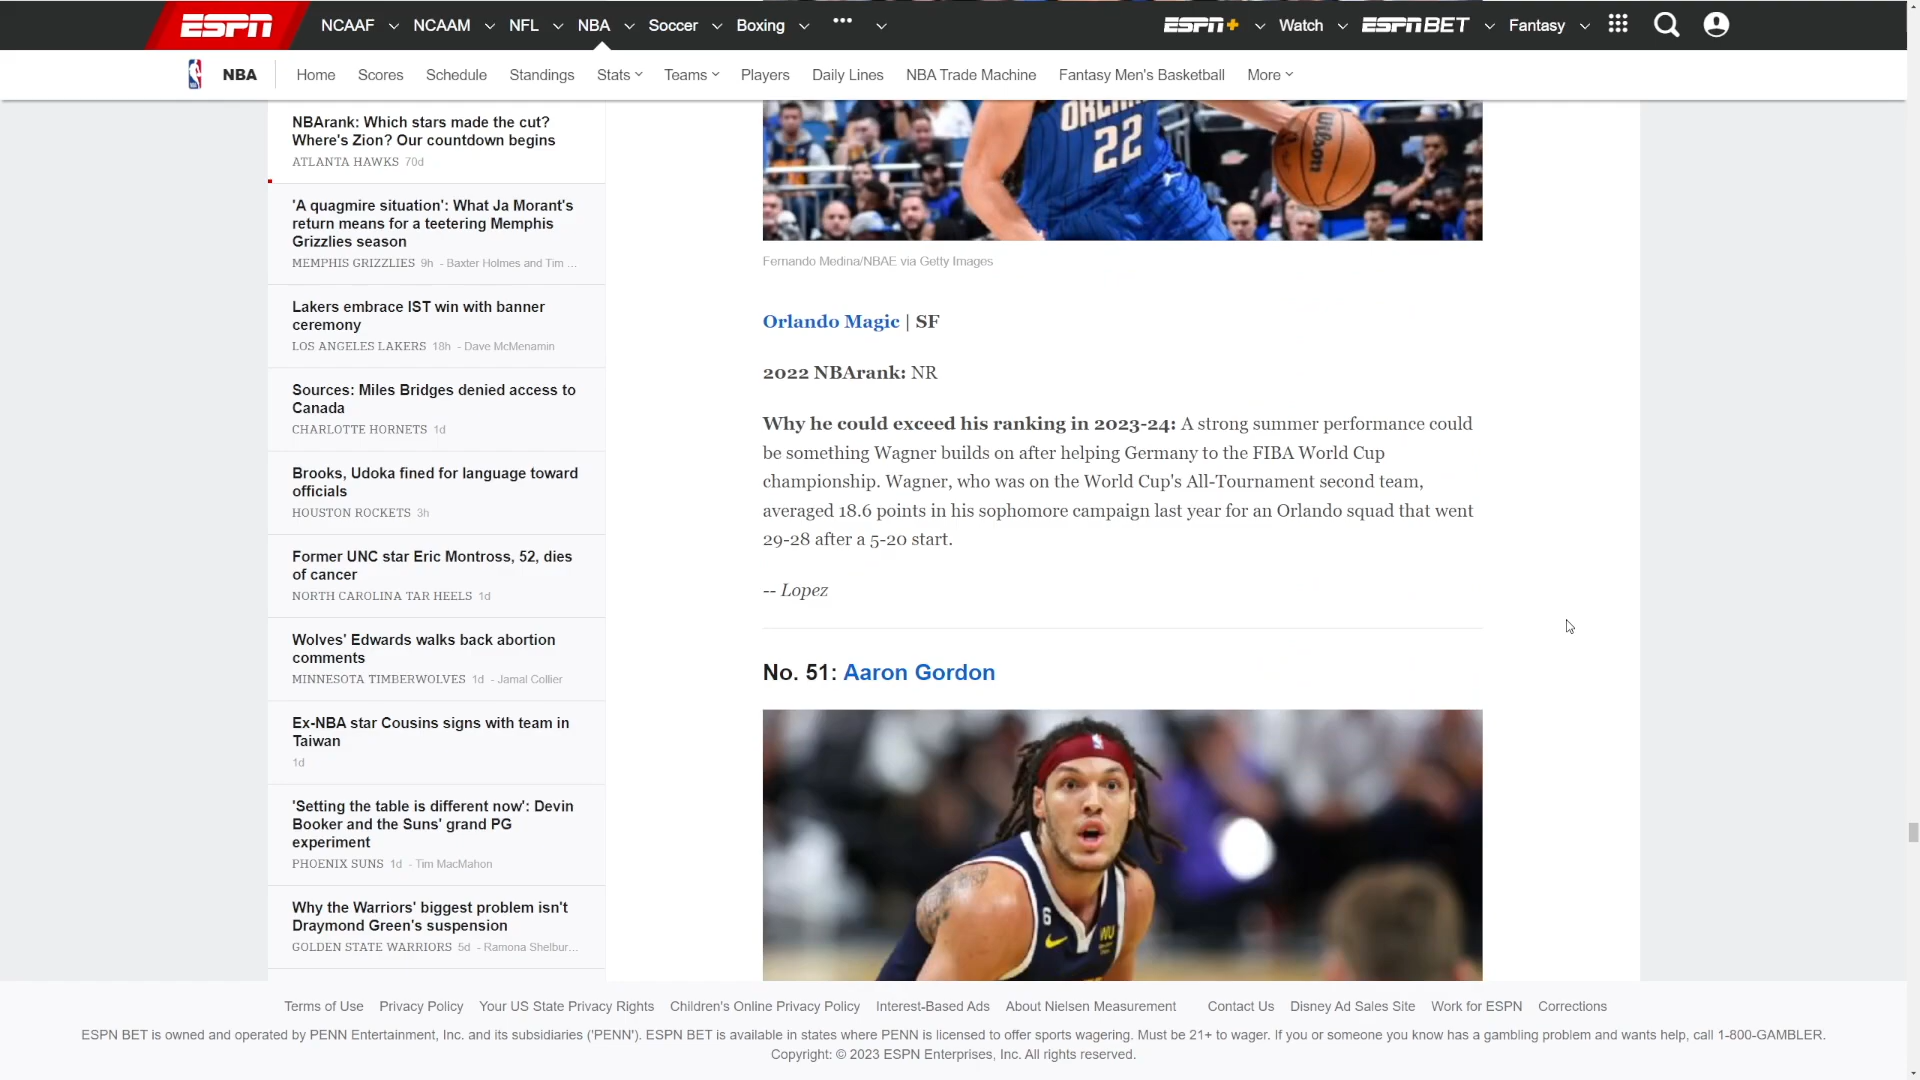 ESPN NCAAF NCAAM NFL NBA Soccer Boxing ••• ESPN+ Watch ESPN BET Fantasy
NBA Home Scores Schedule Standings Stats Teams Players Daily Lines NBA Trade Machine Fantasy Men's Basketball More
NBArank: Which stars made the cut?
Where's Zion? Our countdown begins
ATLANTA HAWKS 70d
'A quagmire situation': What Ja Morant's
return means for a teetering Memphis
Grizzlies season
MEMPHIS GRIZZLIES 9h - Baxter Holmes and Tim ...
Lakers embrace IST win with banner
ceremony
LOS ANGELES LAKERS 18h - Dave McMenamin
Sources: Miles Bridges denied access to
Canada
CHARLOTTE HORNETS 1d
Brooks, Udoka fined for language toward
officials
HOUSTON ROCKETS 3h
Former UNC star Eric Montross, 52, dies
of cancer
NORTH CAROLINA TAR HEELS 1d
Wolves' Edwards walks back abortion
comments
MINNESOTA TIMBERWOLVES 1d - Jamal Collier
Ex-NBA star Cousins signs with team in
Taiwan
1d
'Setting the table is different now': Devin
Booker and the Suns' grand PG
experiment
PHOENIX SUNS 1d - Tim MacMahon
Why the Warriors' biggest problem isn't
Draymond Green's suspension
GOLDEN STATE WARRIORS 5d - Ramona Shelbur...
ORLANDO
22
Wilson
Fernando Medina/NBAE via Getty Images
Orlando Magic | SF
2022 NBArank: NR
Why he could exceed his ranking in 2023-24: A strong summer performance could
be something Wagner builds on after helping Germany to the FIBA World Cup
championship. Wagner, who was on the World Cup's All-Tournament second team,
averaged 18.6 points in his sophomore campaign last year for an Orlando squad that went
29-28 after a 5-20 start.
-- Lopez
No. 51: Aaron Gordon
6
WU
Terms of Use Privacy Policy Your US State Privacy Rights Children's Online Privacy Policy Interest-Based Ads About Nielsen Measurement Contact Us Disney Ad Sales Site Work for ESPN Corrections
ESPN BET is owned and operated by PENN Entertainment, Inc. and its subsidiaries ('PENN'). ESPN BET is available in states where PENN is licensed to offer sports wagering. Must be 21+ to wager. If you or someone you know has a gambling problem and wants help, call 1-800-GAMBLER.
Copyright: © 2023 ESPN Enterprises, Inc. All rights reserved.